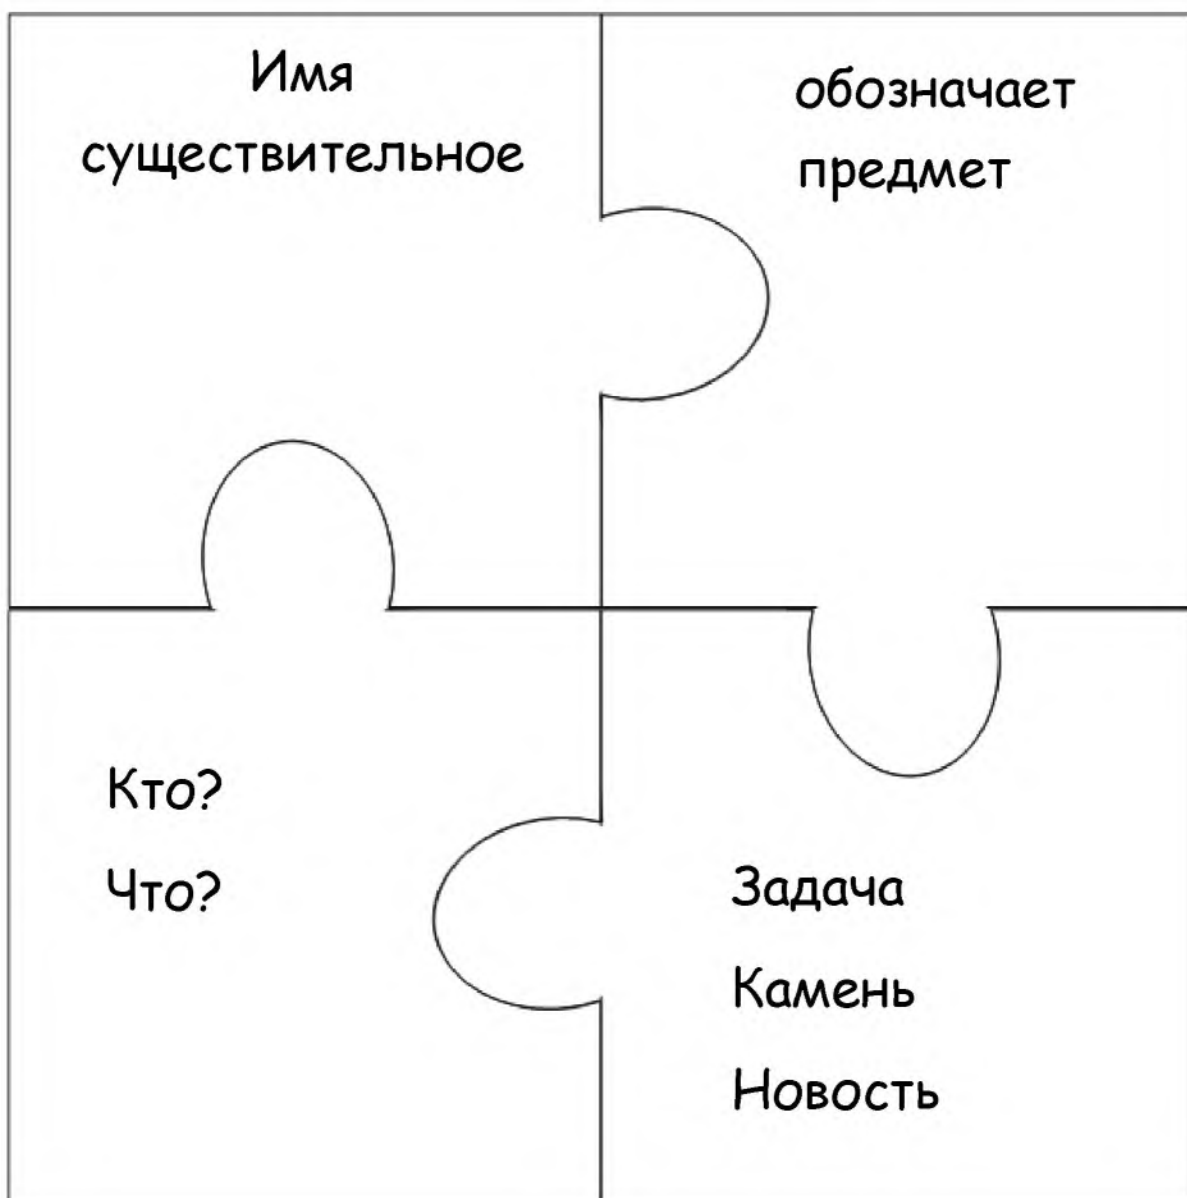 Имя
существительное
обозначает
предмет
Кто?
Что?
Задача
Камень
Новость